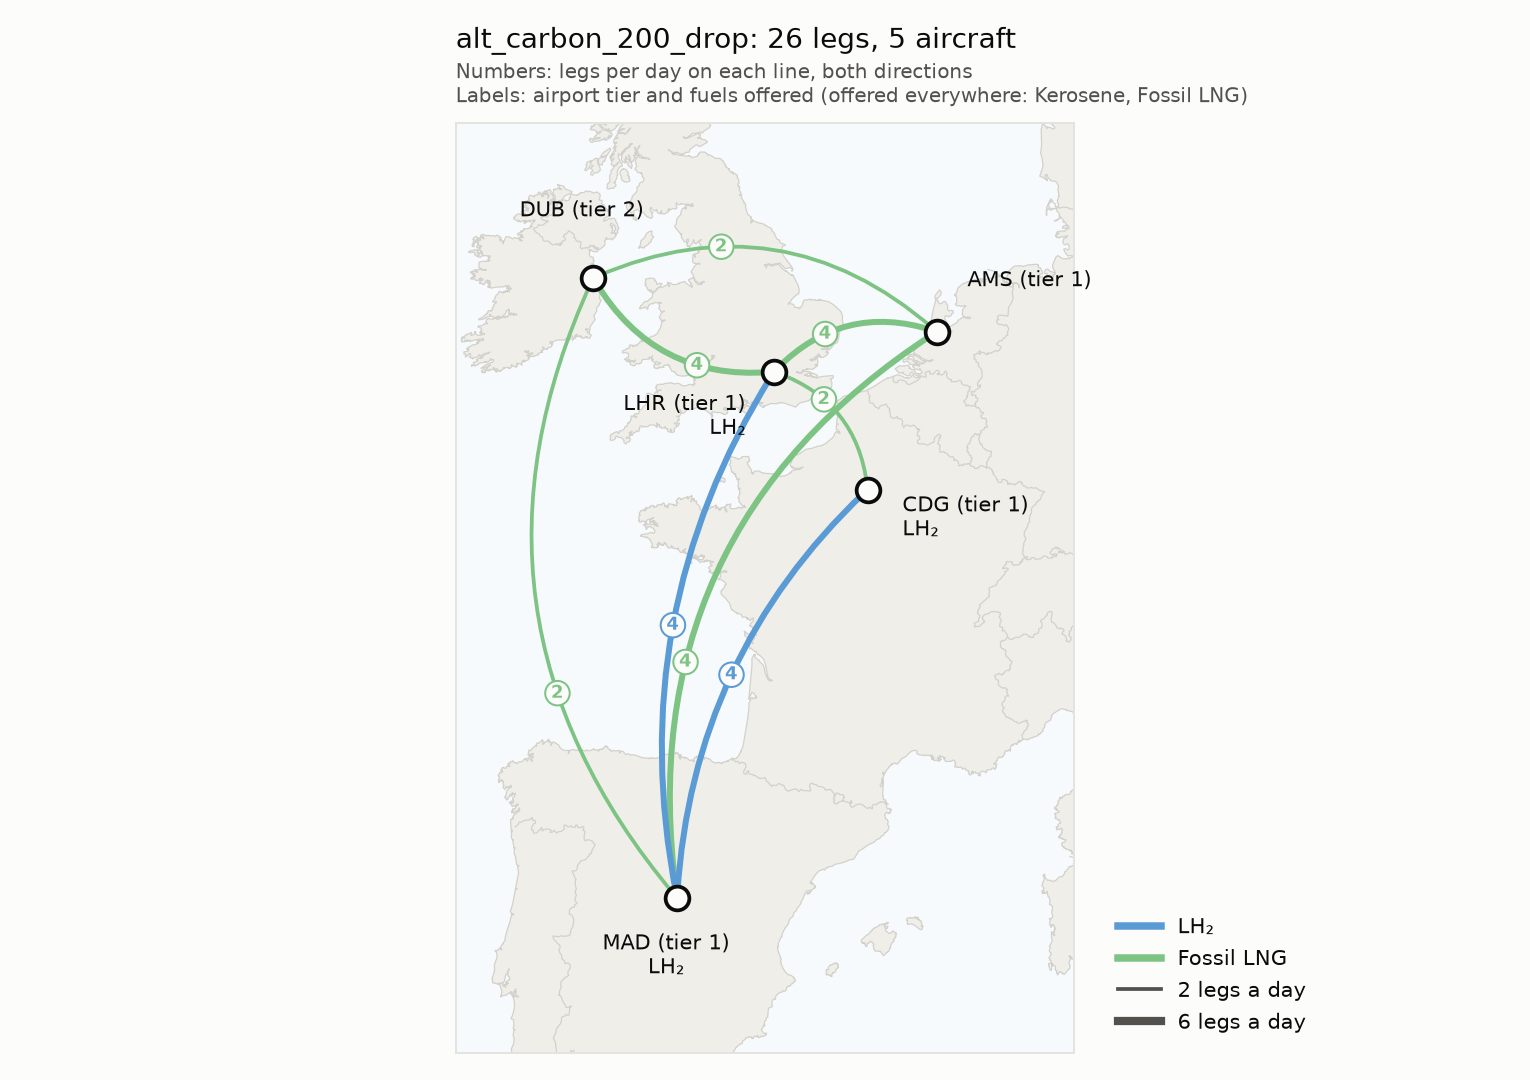 alt_carbon_200_drop: 26 legs, 5 aircraft
Numbers: legs per day on each line, both directions
Labels: airport tier and fuels offered (offered everywhere: Kerosene, Fossil LNG)
DUB (tier 2)
2
AMS (tier 1)
4
4
LHR (tier 1)
LH₂
2
CDG (tier 1)
LH₂
4
4
4
2
MAD (tier 1)
LH₂
LH₂
Fossil LNG
2 legs a day
6 legs a day